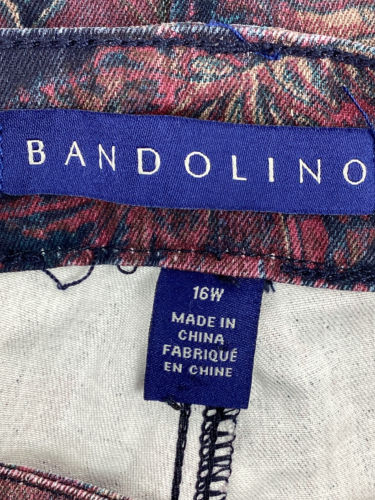 BANDOLINO
16W
MADE IN
CHINA
FABRIQUÉ
EN CHINE